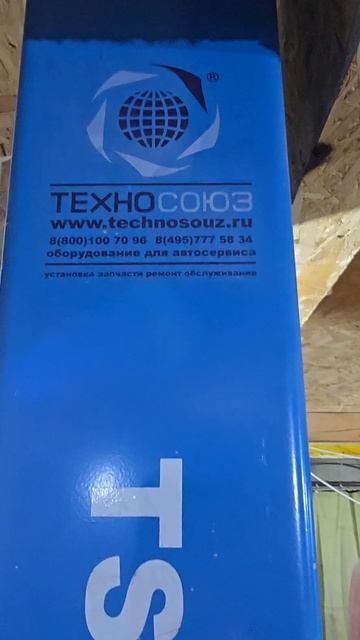 ®
ТЕХНОСОЮЗ
www.technosouz.ru
8(800)100 70 96 8(495)777 58 34
оборудование для автосервиса
установка запчасти ремонт обслуживание
TS